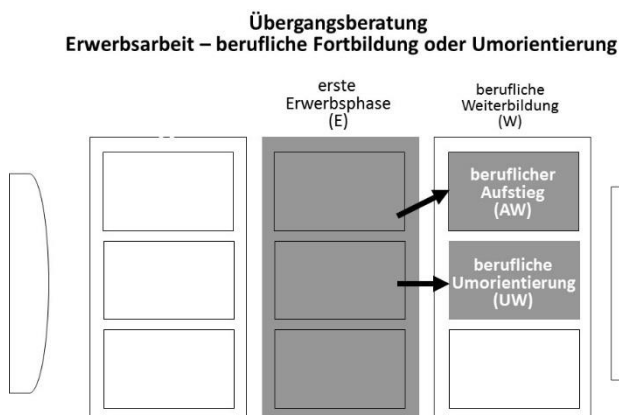 Übergangsberatung
Erwerbsarbeit – berufliche Fortbildung oder Umorientierung
erste
Erwerbsphase
(E)
berufliche
Weiterbildung
(W)
beruflicher
Aufstieg
(AW)
berufliche
Umorientierung
(UW)